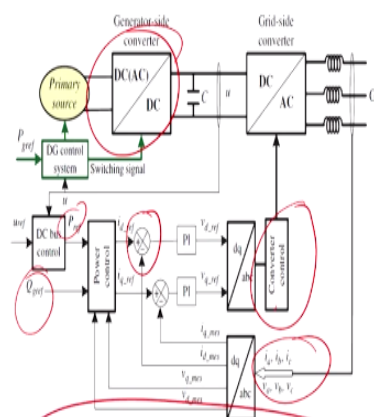 Generator-side
converter
Grid-side
converter
Primary
source
DC(AC)
DC
C
u
DC
AC
P_gref
DG control
system
Switching signal
u
u_ref
DC bus
control
P_ref
Q_gref
Power
control
i_d_ref
i_q_ref
PI
PI
v_d_ref
v_q_ref
dq
abc
Converter
control
i_q_mes
i_d_mes
v_q_mes
v_d_mes
dq
abc
i_a, i_b, i_c
v_a, v_b, v_c